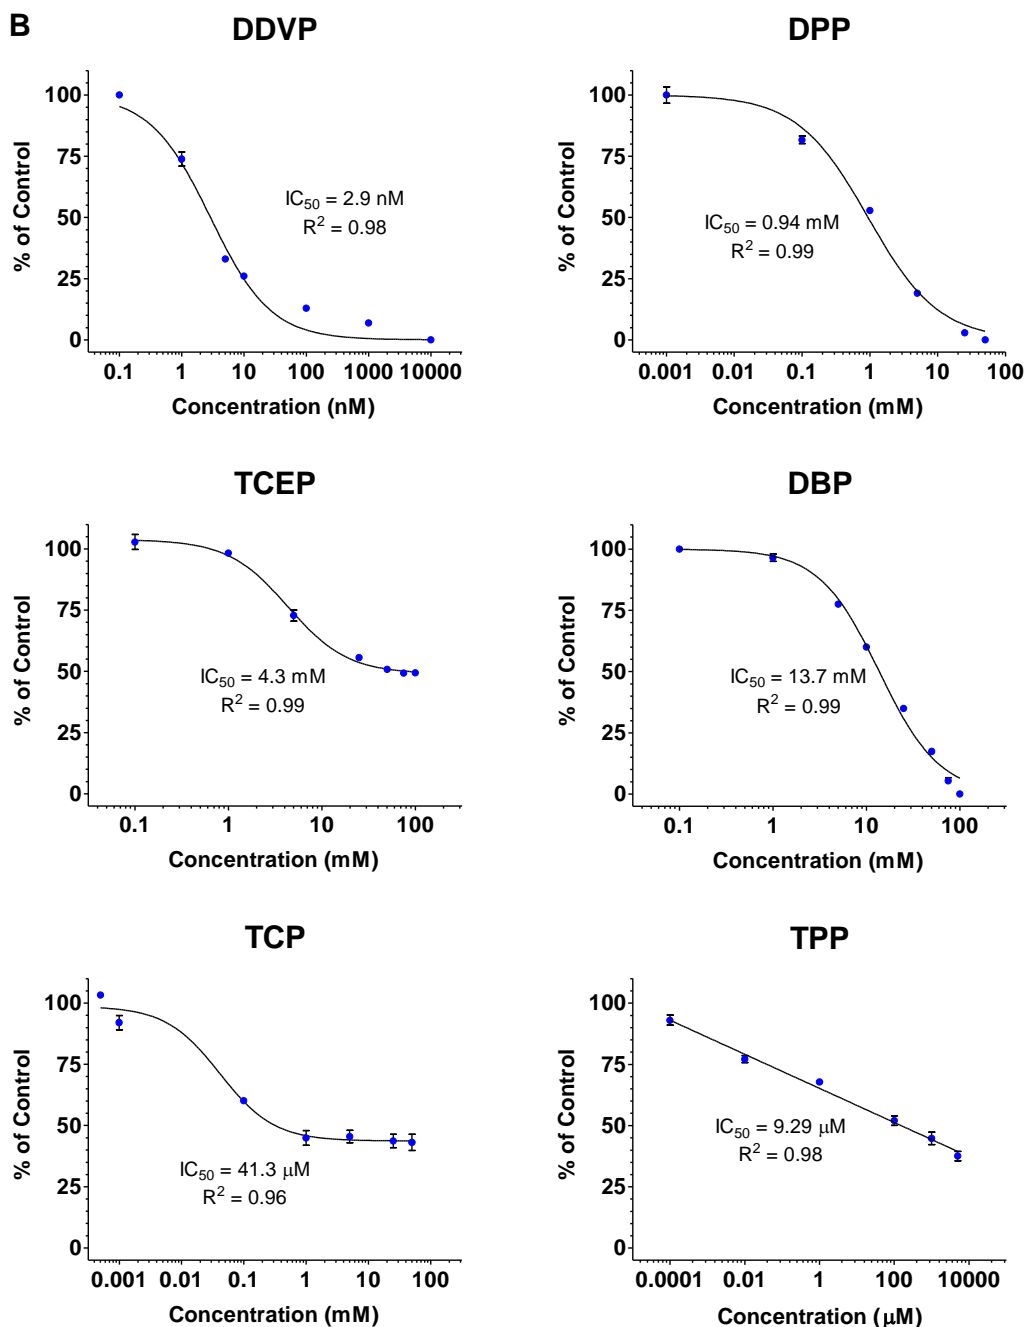 B
DDVP
100
75
50
25
0
% of Control
IC50 = 2.9 nM
R2 = 0.98
0.1 1 10 100 1000 10000
Concentration (nM)
DPP
100
75
50
25
0
% of Control
IC50 = 0.94 mM
R2 = 0.99
0.001 0.01 0.1 1 10 100
Concentration (mM)
TCEP
100
75
50
25
0
% of Control
IC50 = 4.3 mM
R2 = 0.99
0.1 1 10 100
Concentration (mM)
DBP
100
75
50
25
0
% of Control
IC50 = 13.7 mM
R2 = 0.99
0.1 1 10 100
Concentration (mM)
TCP
100
75
50
25
0
% of Control
IC50 = 41.3 μM
R2 = 0.96
0.001 0.01 0.1 1 100
Concentration (mM)
TPP
100
75
50
25
0
% of Control
IC50 = 9.29 μM
R2 = 0.98
0.0001 0.01 1 100 10000
Concentration (μM)